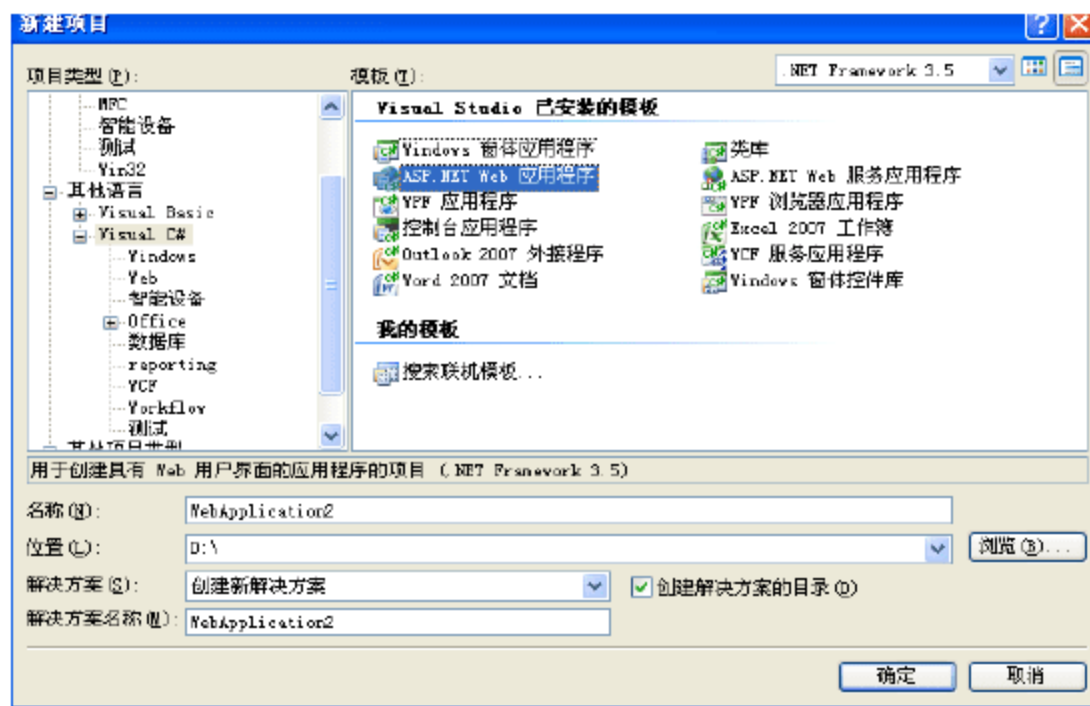 新建项目
项目类型(P):
模板(T):
.NET Framework 3.5
MFC
智能设备
测试
Win32
其他语言
Visual Basic
Visual C#
Windows
Web
智能设备
Office
数据库
reporting
WCF
Workflow
测试
其他项目类型
Visual Studio 已安装的模板
Windows 窗体应用程序
类库
ASP.NET Web 应用程序
ASP.NET Web 服务应用程序
WPF 应用程序
WPF 浏览器应用程序
控制台应用程序
Excel 2007 工作簿
Outlook 2007 外接程序
WCF 服务应用程序
Word 2007 文档
Windows 窗体控件库
我的模板
搜索联机模板...
用于创建具有 Web 用户界面的应用程序的项目 (.NET Framework 3.5)
名称(N):
WebApplication2
位置(L):
D:\
浏览(B)...
解决方案(S):
创建新解决方案
创建解决方案的目录(D)
解决方案名称(M):
WebApplication2
确定
取消